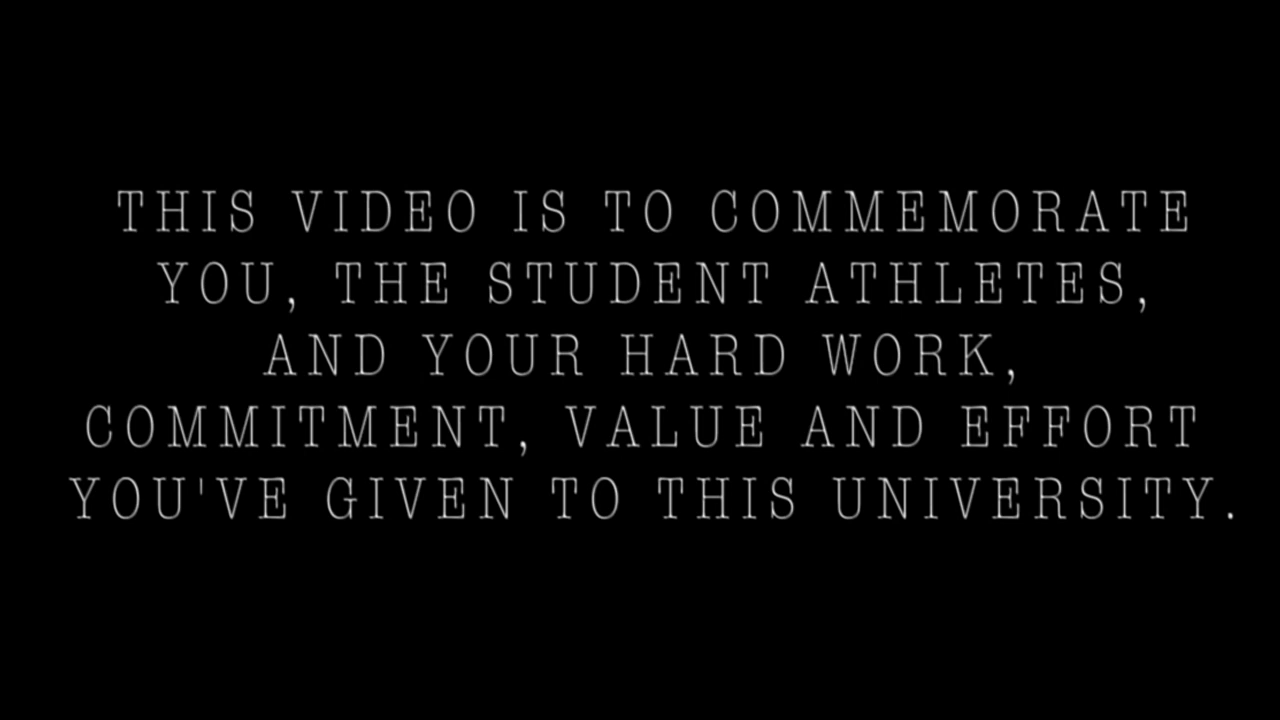 THIS VIDEO IS TO COMMEMORATE
YOU, THE STUDENT ATHLETES,
AND YOUR HARD WORK,
COMMITMENT, VALUE AND EFFORT
YOU'VE GIVEN TO THIS UNIVERSITY.